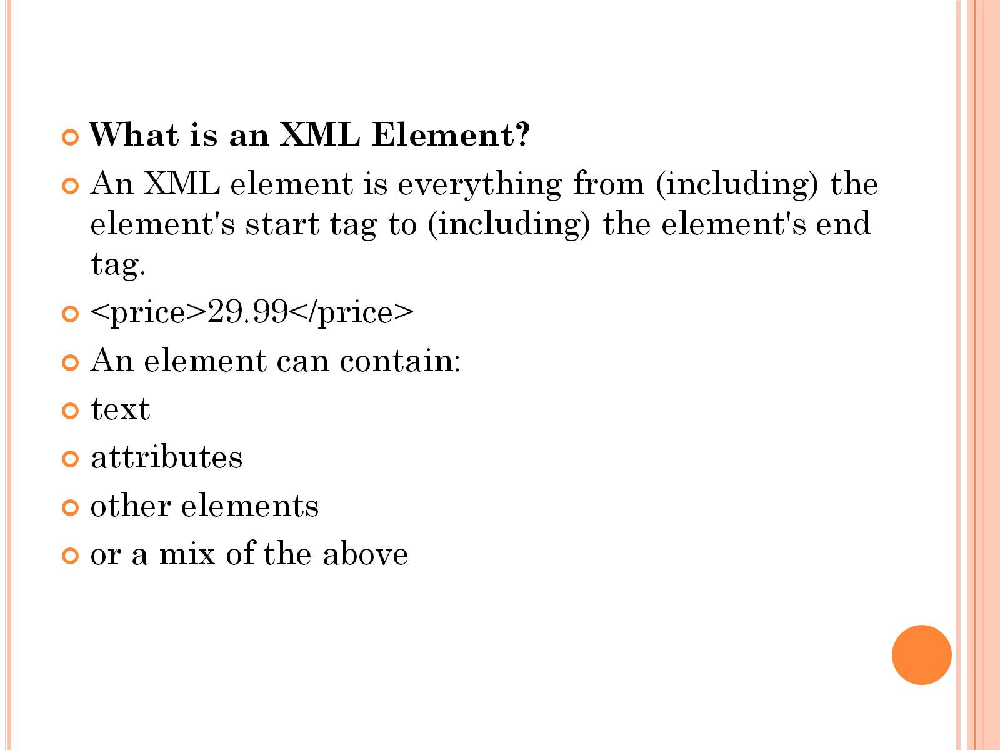 What is an XML Element?
An XML element is everything from (including) the
element's start tag to (including) the element's end
tag.
<price>29.99</price>
An element can contain:
text
attributes
other elements
or a mix of the above